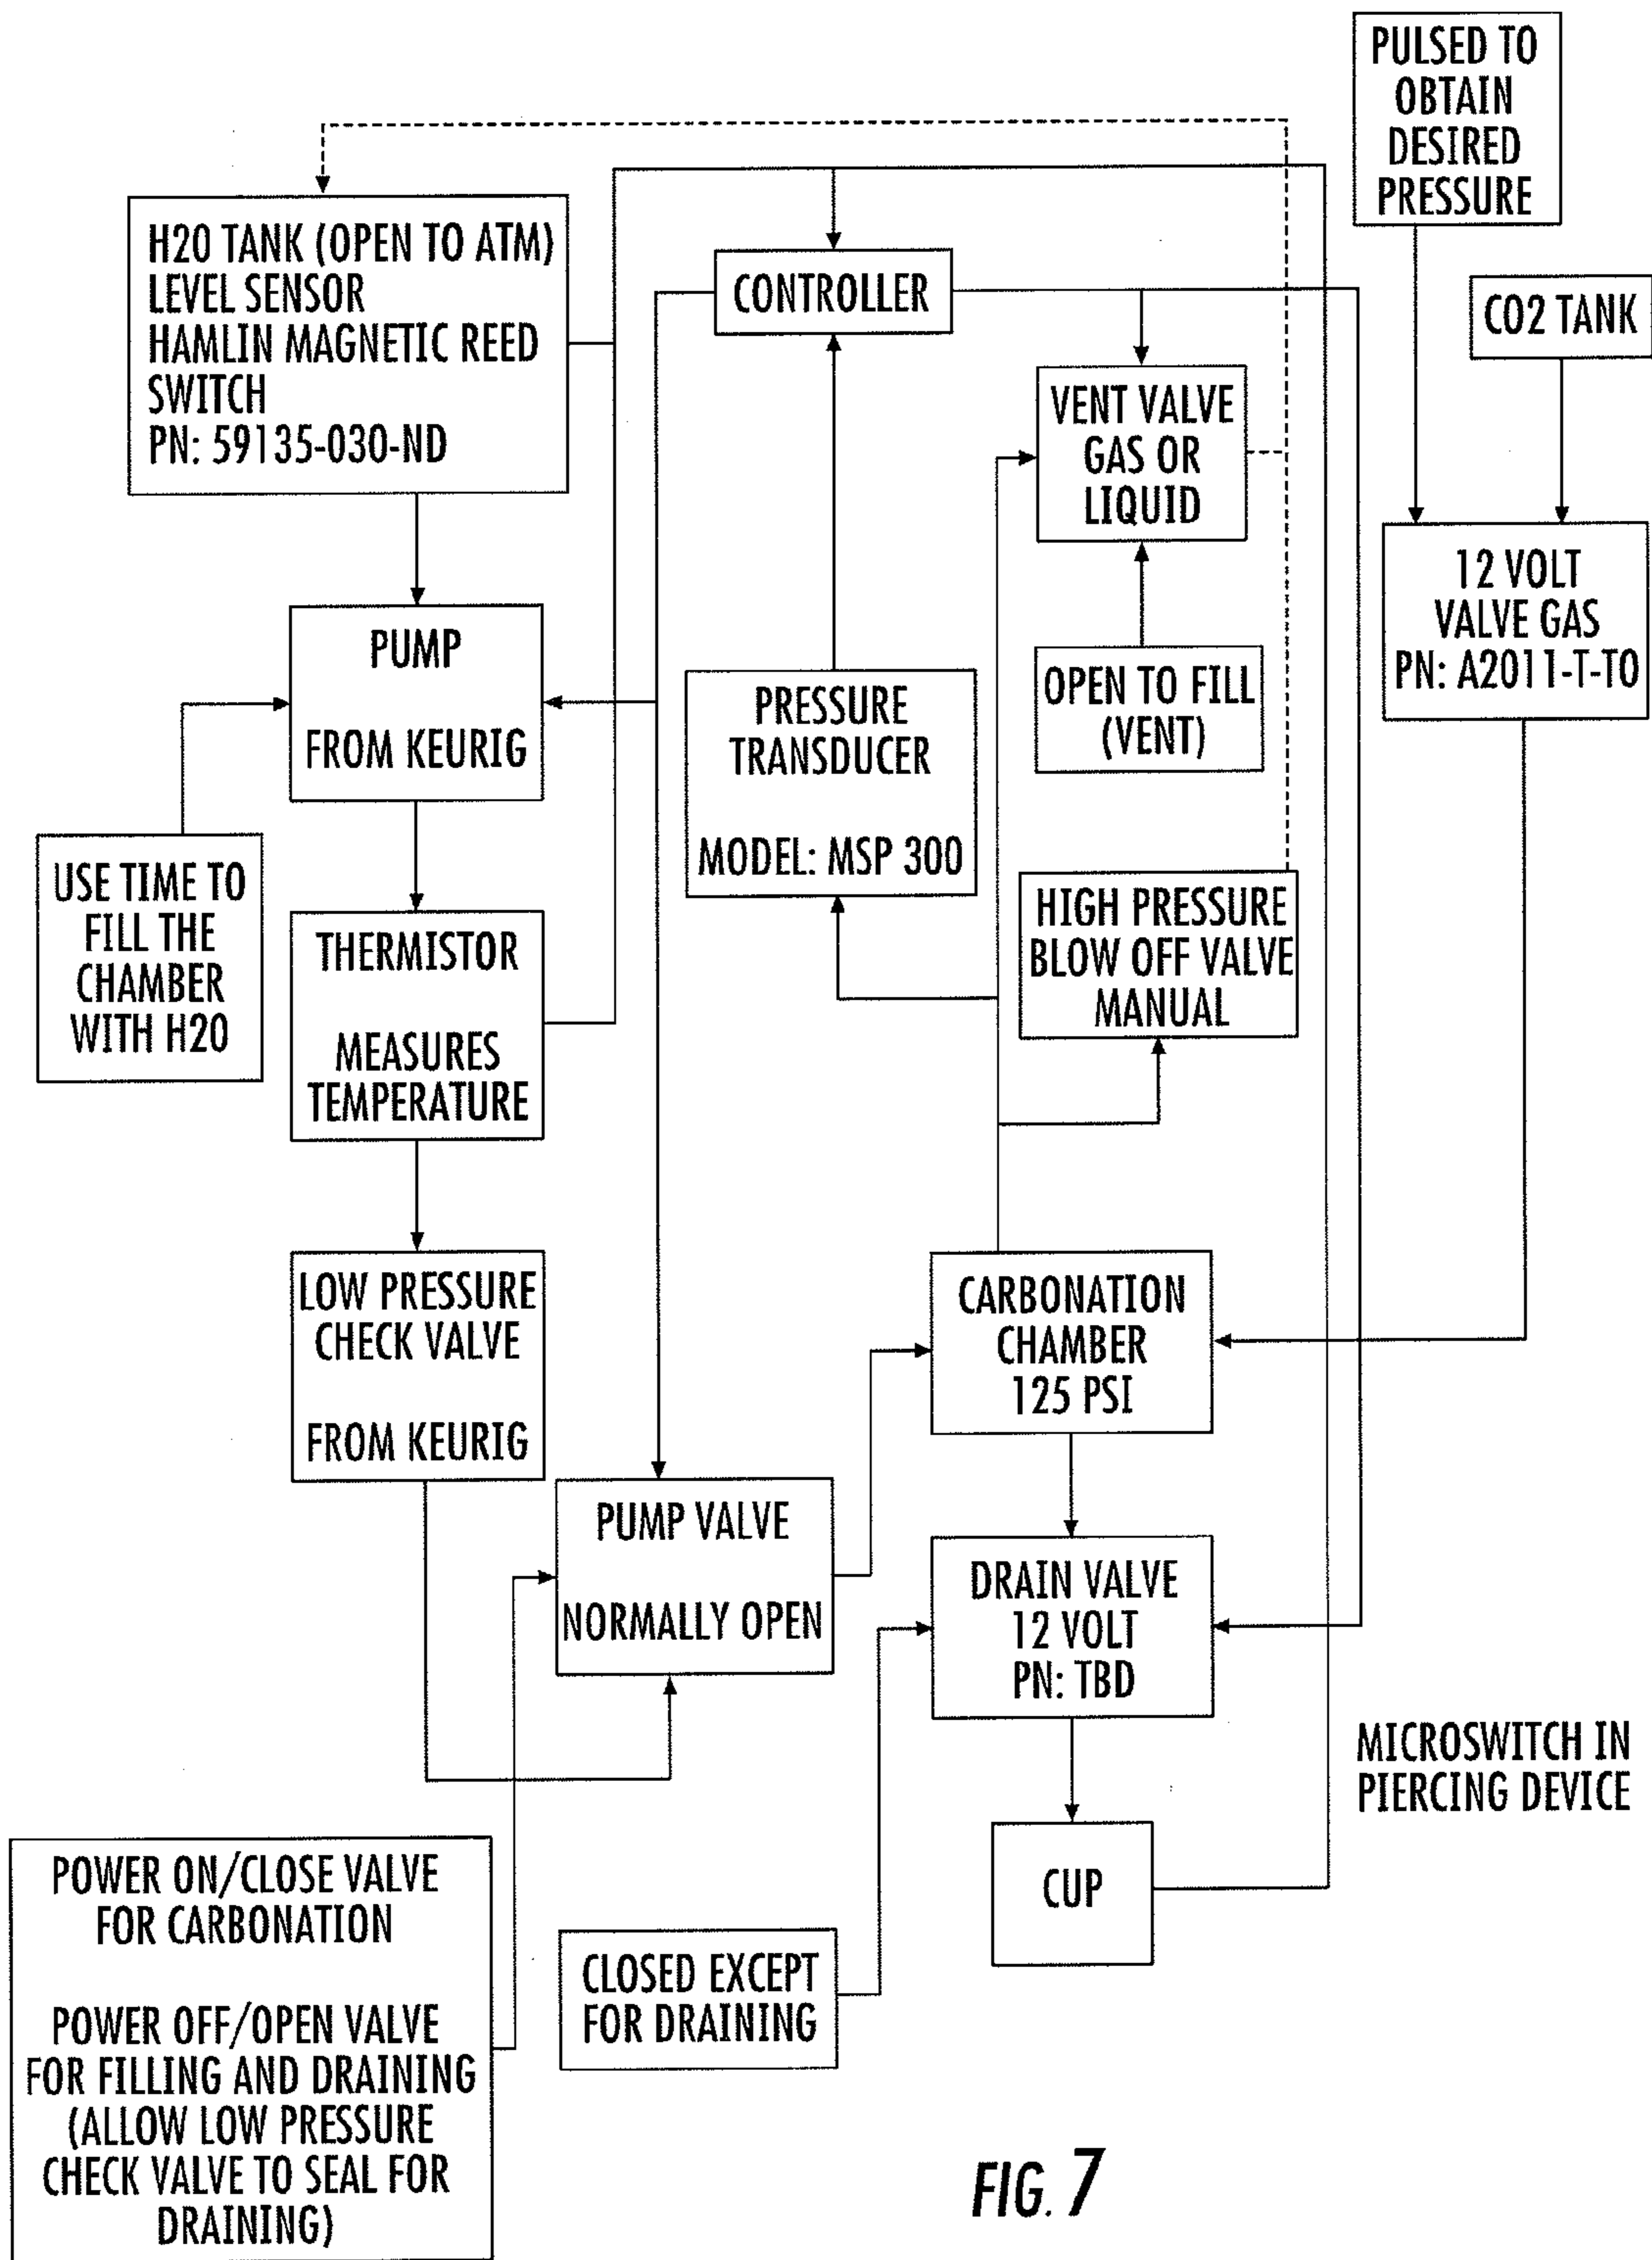 PULSED TO
OBTAIN
DESIRED
PRESSURE
H20 TANK (OPEN TO ATM)
LEVEL SENSOR
HAMLIN MAGNETIC REED
SWITCH
PN: 59135-030-ND
CONTROLLER
CO2 TANK
VENT VALVE
GAS OR
LIQUID
12 VOLT
VALVE GAS
PN: A2011-T-TO
PUMP
FROM KEURIG
OPEN TO FILL
(VENT)
PRESSURE
TRANSDUCER
MODEL: MSP 300
USE TIME TO
FILL THE
CHAMBER
WITH H20
HIGH PRESSURE
BLOW OFF VALVE
MANUAL
THERMISTOR
MEASURES
TEMPERATURE
LOW PRESSURE
CHECK VALVE
FROM KEURIG
CARBONATION
CHAMBER
125 PSI
PUMP VALVE
NORMALLY OPEN
DRAIN VALVE
12 VOLT
PN: TBD
MICROSWITCH IN
PIERCING DEVICE
CUP
POWER ON/CLOSE VALVE
FOR CARBONATION
POWER OFF/OPEN VALVE
FOR FILLING AND DRAINING
(ALLOW LOW PRESSURE
CHECK VALVE TO SEAL FOR
DRAINING)
CLOSED EXCEPT
FOR DRAINING
FIG. 7